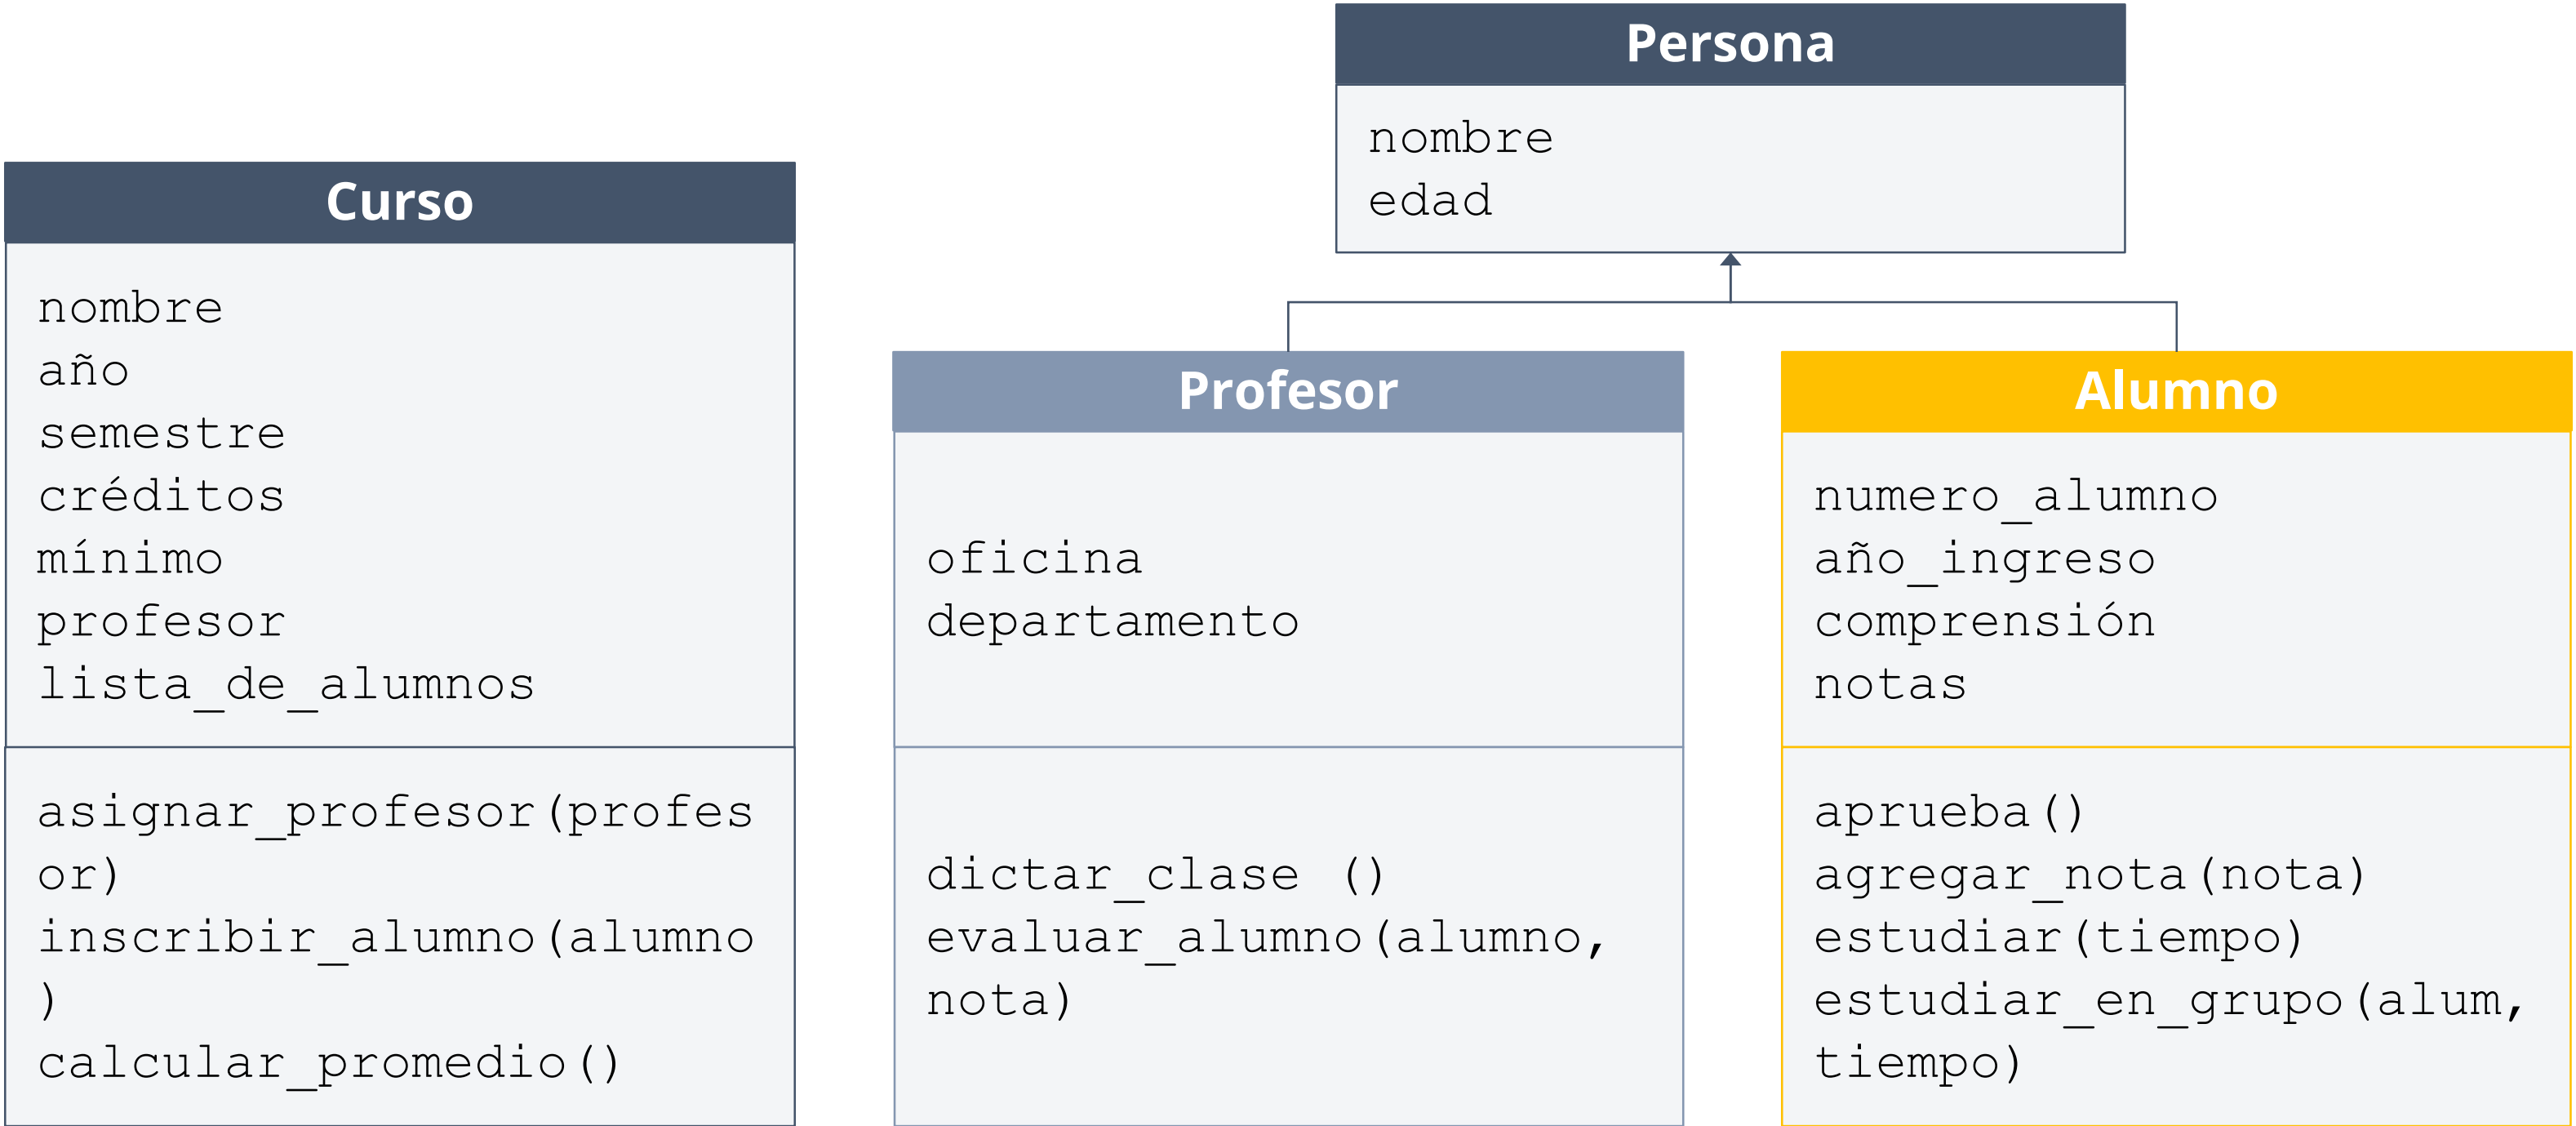 Persona
nombre
edad
Curso
nombre
año
semestre
créditos
mínimo
profesor
lista_de_alumnos
asignar_profesor(profes
or)
inscribir_alumno(alumno
)
calcular_promedio()
Profesor
oficina
departamento
dictar_clase ()
evaluar_alumno(alumno,
nota)
Alumno
numero_alumno
año_ingreso
comprensión
notas
aprueba()
agregar_nota(nota)
estudiar(tiempo)
estudiar_en_grupo(alum,
tiempo)